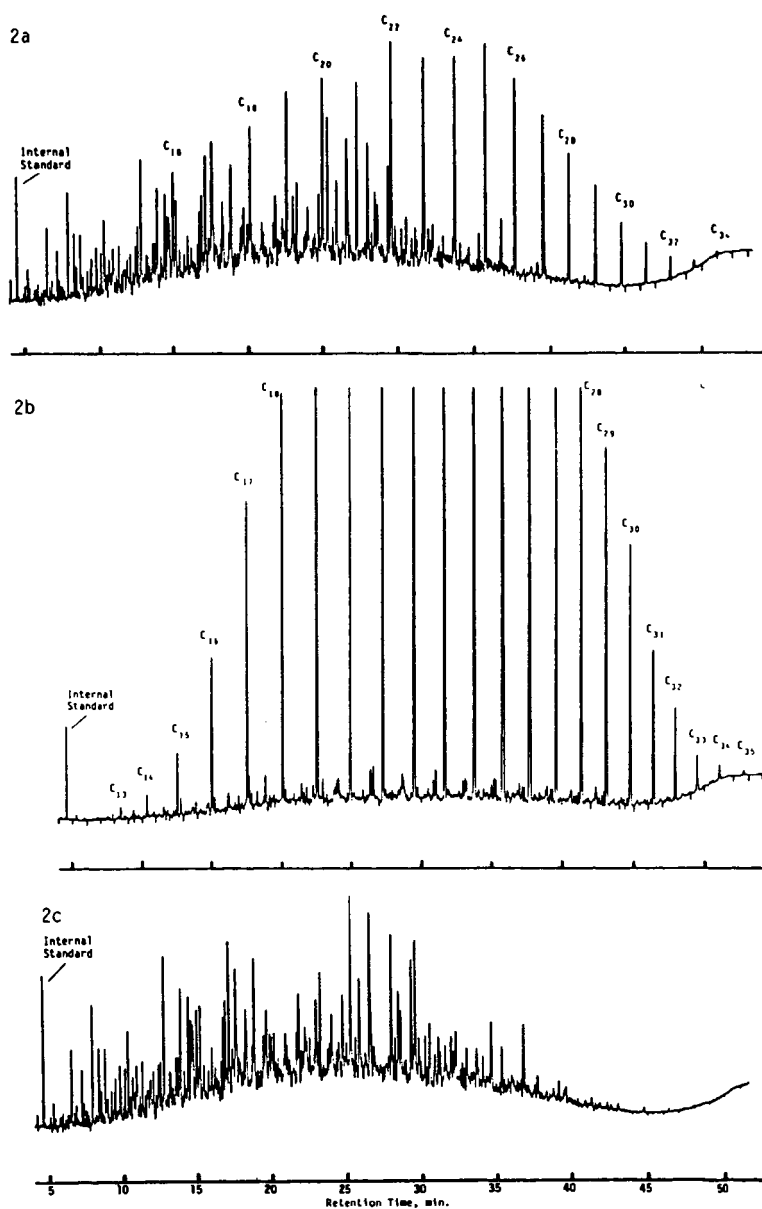 2a
C22
C20
C24
C26
C18
C16
C28
Internal
Standard
C30
C32
C34
2b
C18
C28
C29
C17
C30
C16
C31
Internal
Standard
C32
C15
C33
C34
C35
C14
C13
2c
Internal
Standard
5 10 15 20 25 30 35 40 45 50
Retention Time, min.